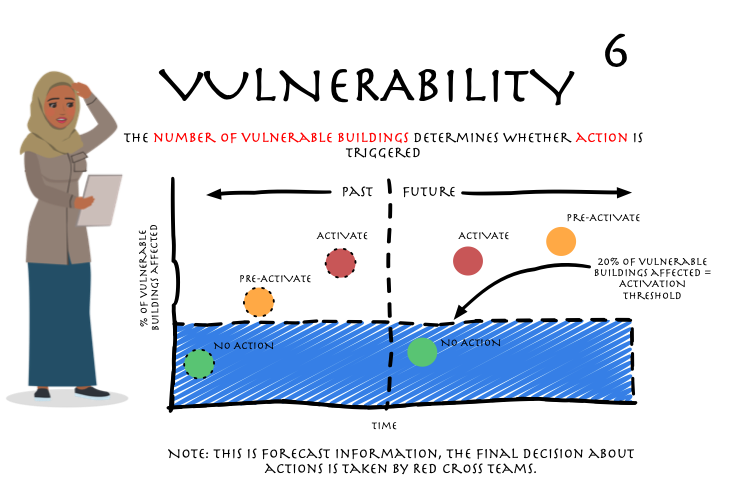 6
VULNERABILITY
THE NUMBER OF VULNERABLE BUILDINGS DETERMINES WHETHER ACTION IS
TRIGGERED
PAST
FUTURE
ACTIVATE
PRE-ACTIVATE
NO ACTION
ACTIVATE
PRE-ACTIVATE
NO ACTION
20% OF VULNERABLE
BUILDINGS AFFECTED =
ACTIVATION
THRESHOLD
% OF VULNERABLE
BUILDINGS AFFECTED
TIME
NOTE: THIS IS FORECAST INFORMATION, THE FINAL DECISION ABOUT
ACTIONS IS TAKEN BY RED CROSS TEAMS.